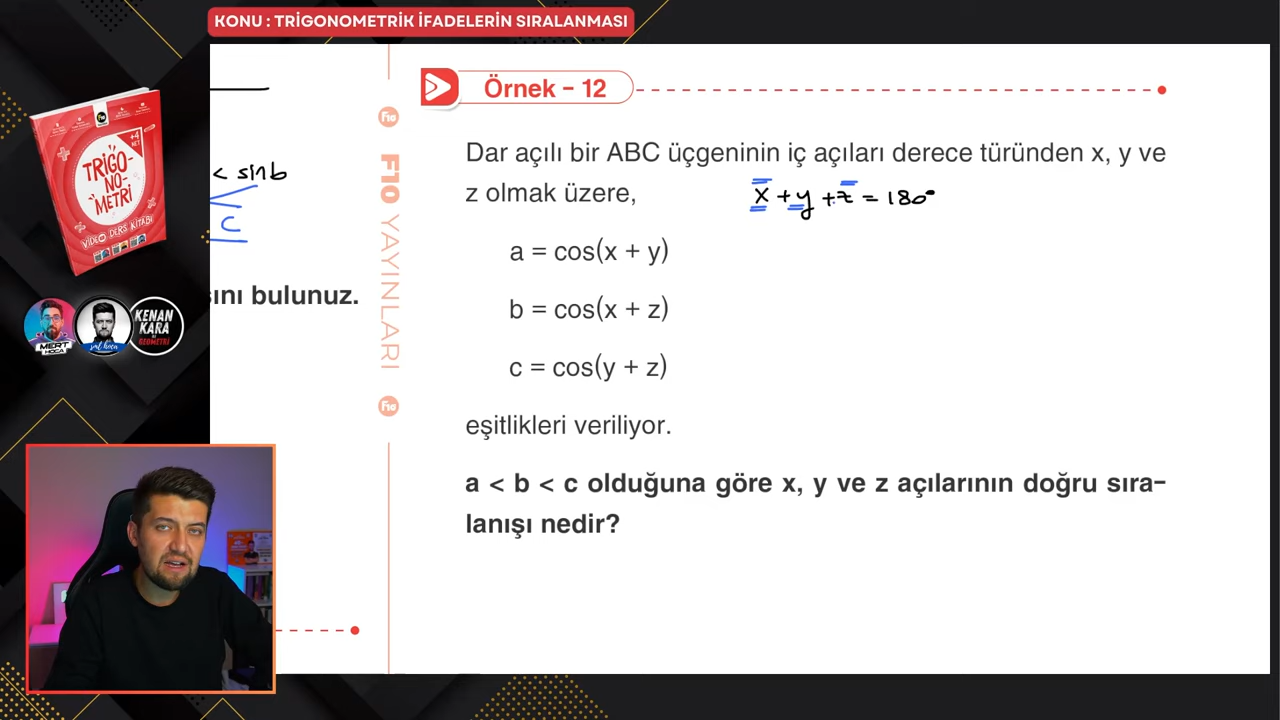 KONU : TRİGONOMETRİK İFADELERİN SIRALANMASI
+4 NET
TRİGO-
NO-
METRİ
VİDEO DERS KİTABI
MERT HOCA
KENAN
KARA
GEOMETRİ
< sinb
c
sını bulunuz.
F10 YAYINLARI
F10
Örnek – 12
Dar açılı bir ABC üçgeninin iç açıları derece türünden x, y ve
z olmak üzere,
x + y + z = 180°
a = cos(x + y)
b = cos(x + z)
c = cos(y + z)
eşitlikleri veriliyor.
a < b < c olduğuna göre x, y ve z açılarının doğru sıra–
lanışı nedir?